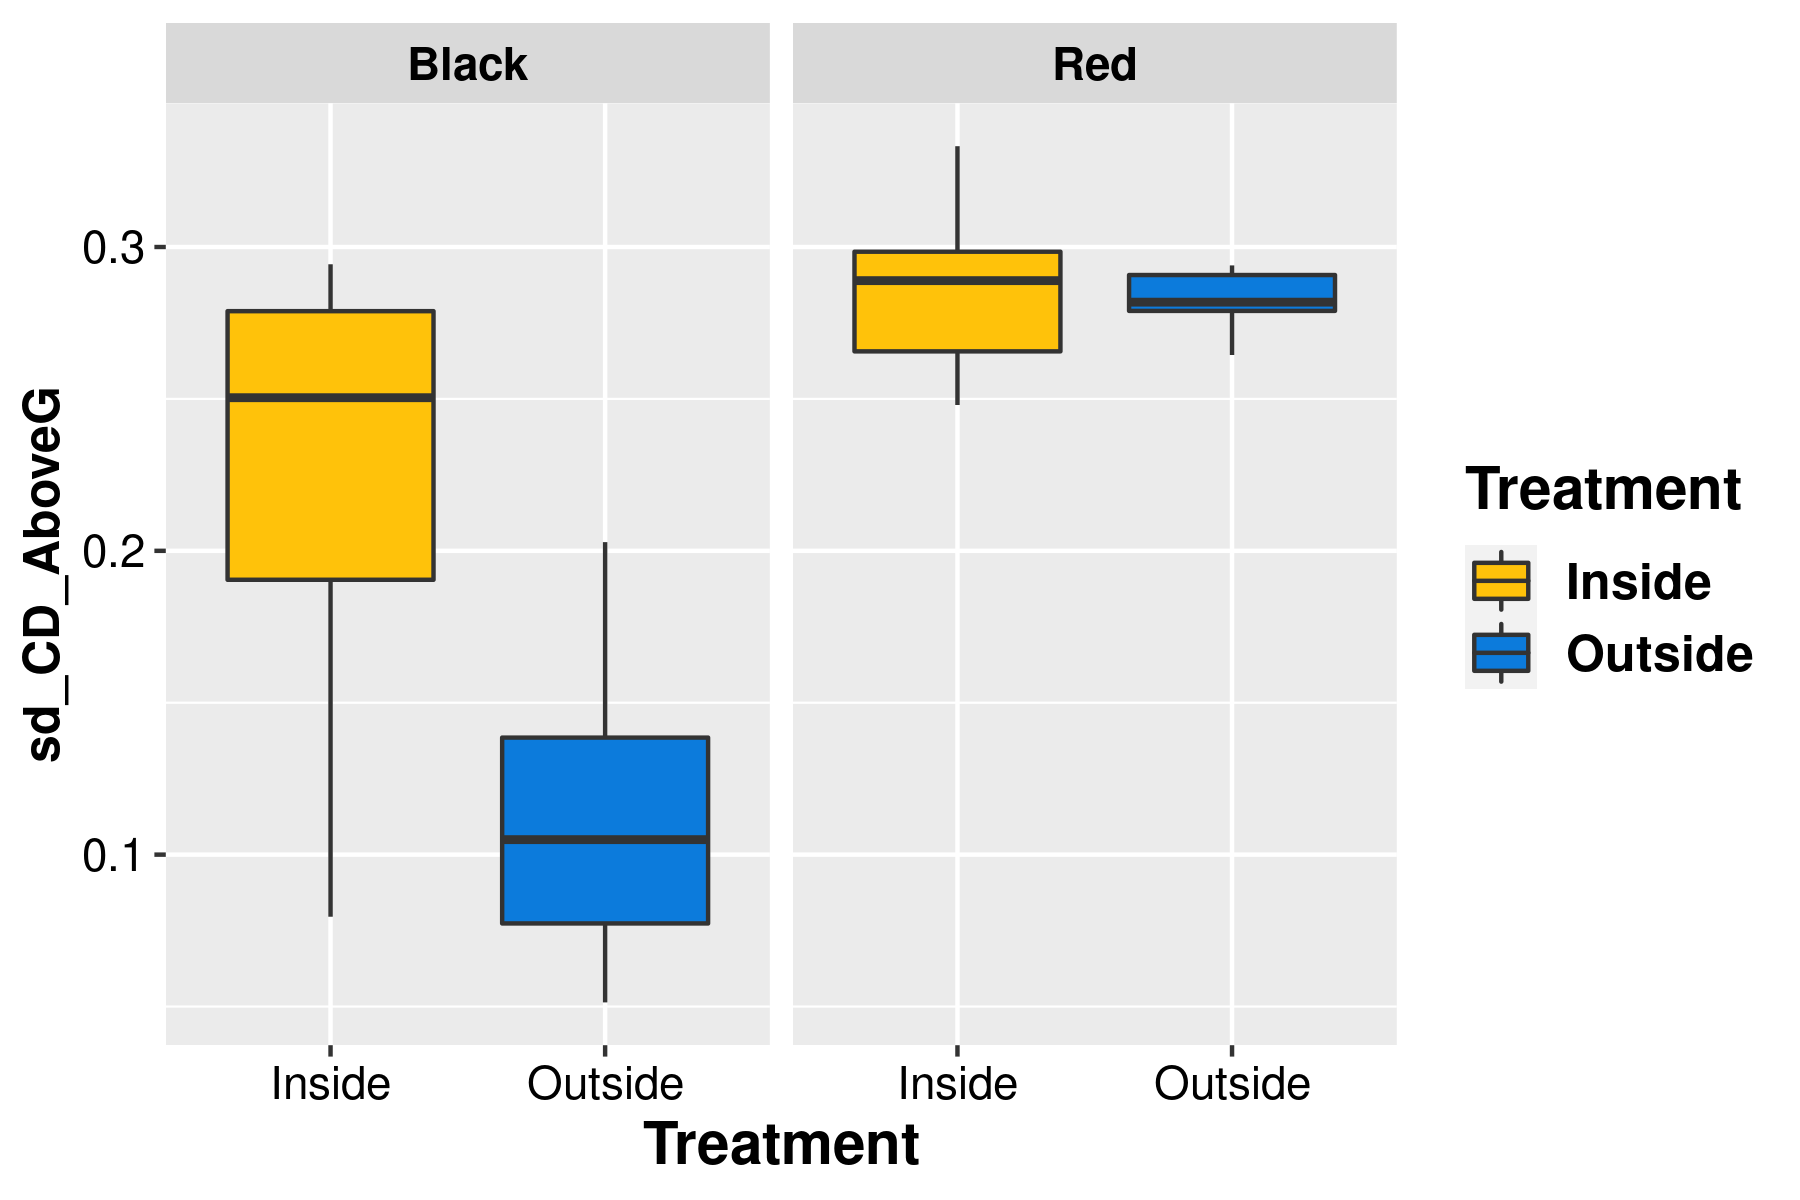 Black
Red
sd_CD_AboveG
0.3
0.2
0.1
Inside
Outside
Inside
Outside
Treatment
Treatment
Inside
Outside